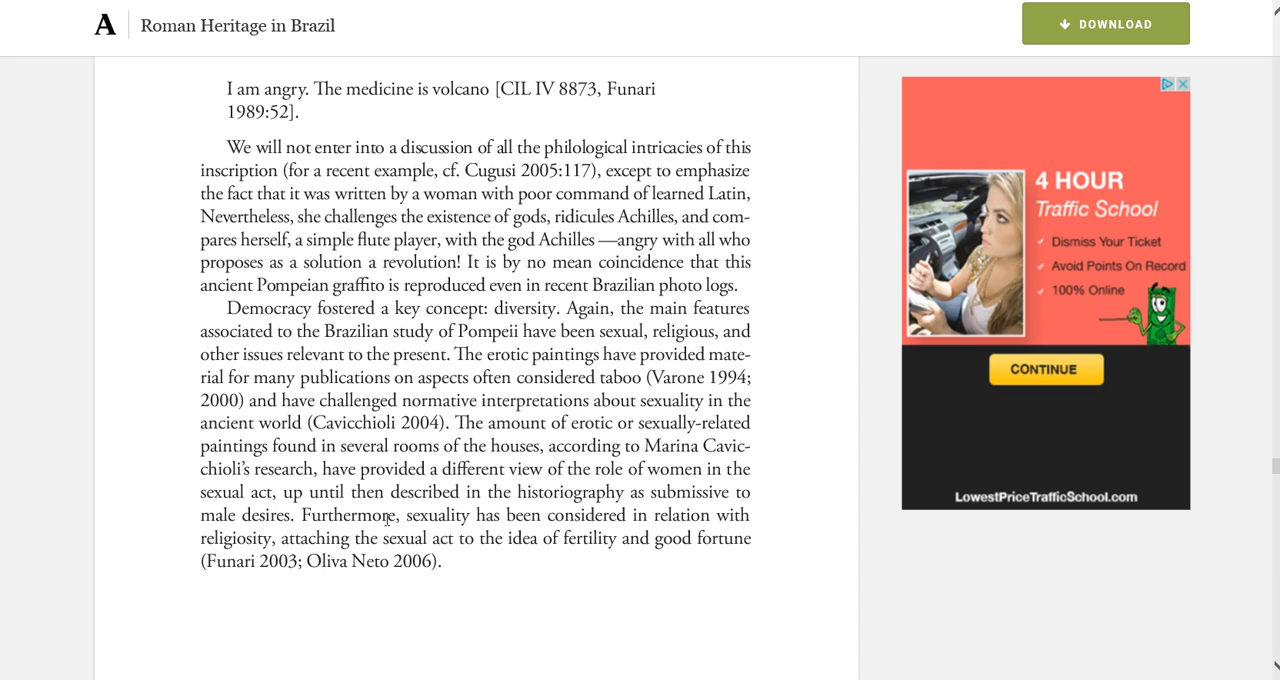 A Roman Heritage in Brazil
DOWNLOAD
I am angry. The medicine is volcano [CIL IV 8873, Funari
1989:52].
We will not enter into a discussion of all the philological intricacies of this
inscription (for a recent example, cf. Cugusi 2005:117), except to emphasize
the fact that it was written by a woman with poor command of learned Latin,
Nevertheless, she challenges the existence of gods, ridicules Achilles, and com-
pares herself, a simple flute player, with the god Achilles —angry with all who
proposes as a solution a revolution! It is by no mean coincidence that this
ancient Pompeian graffito is reproduced even in recent Brazilian photo logs.
Democracy fostered a key concept: diversity. Again, the main features
associated to the Brazilian study of Pompeii have been sexual, religious, and
other issues relevant to the present. The erotic paintings have provided mate-
rial for many publications on aspects often considered taboo (Varone 1994;
2000) and have challenged normative interpretations about sexuality in the
ancient world (Cavicchioli 2004). The amount of erotic or sexually-related
paintings found in several rooms of the houses, according to Marina Cavic-
chioli's research, have provided a different view of the role of women in the
sexual act, up until then described in the historiography as submissive to
male desires. Furthermore, sexuality has been considered in relation with
religiosity, attaching the sexual act to the idea of fertility and good fortune
(Funari 2003; Oliva Neto 2006).
4 HOUR
Traffic School
Dismiss Your Ticket
Avoid Points On Record
100% Online
CONTINUE
LowestPriceTrafficSchool.com